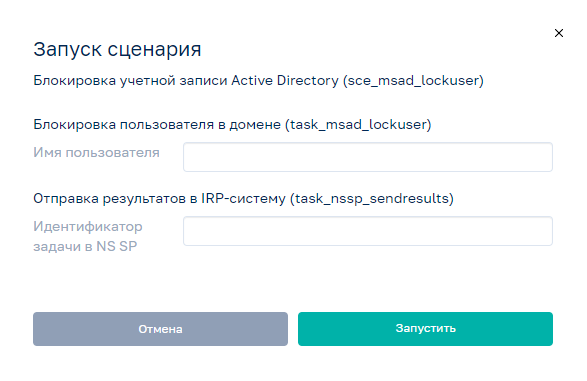 Запуск сценария
Блокировка учетной записи Active Directory (sce_msad_lockuser)
Блокировка пользователя в домене (task_msad_lockuser)
Имя пользователя
Отправка результатов в IRP-систему (task_nssp_sendresults)
Идентификатор
задачи в NS SP
Отмена
Запустить